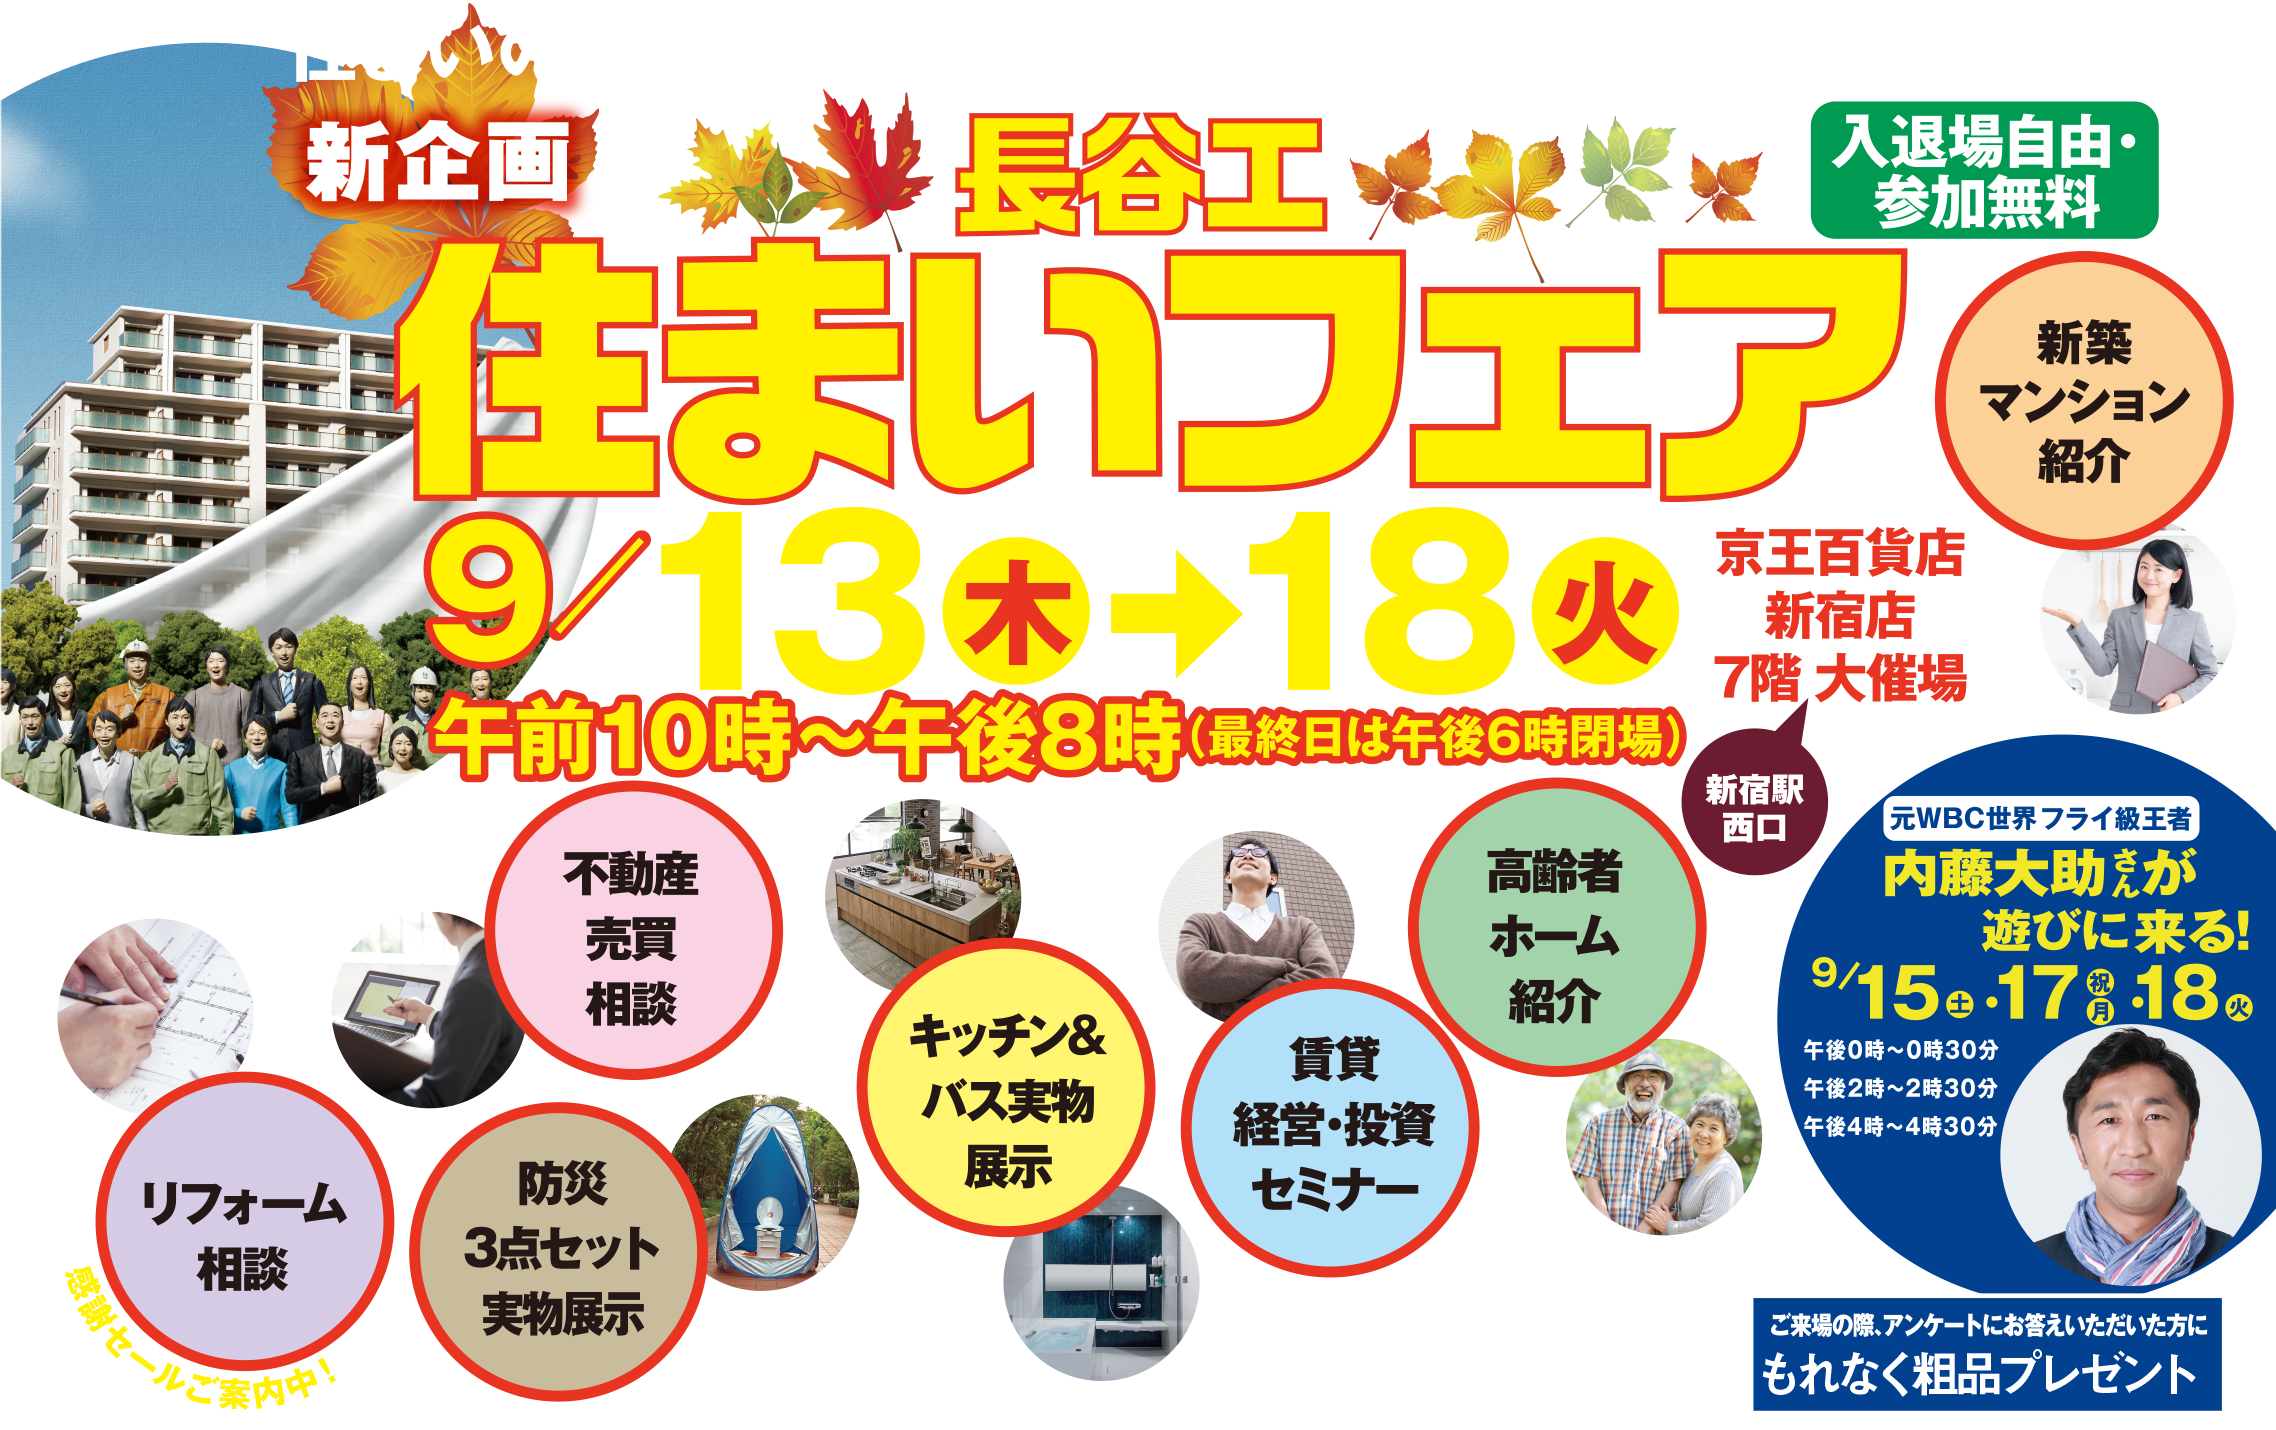 新企画
長谷工
住まいフェア
入退場自由・
参加無料
9/13木→18火
午前10時～午後8時（最終日は午後6時閉場）
京王百貨店
新宿店
7階 大催場
新宿駅
西口
新築
マンション
紹介
不動産
売買
相談
高齢者
ホーム
紹介
キッチン&
バス実物
展示
賃貸
経営・投資
セミナー
リフォーム
相談
感謝セールご案内中！
防災
3点セット
実物展示
元WBC世界フライ級王者
内藤大助さんが
遊びに来る！
9/15土・17祝月・18火
午後0時～0時30分
午後2時～2時30分
午後4時～4時30分
ご来場の際、アンケートにお答えいただいた方に
もれなく粗品プレゼント